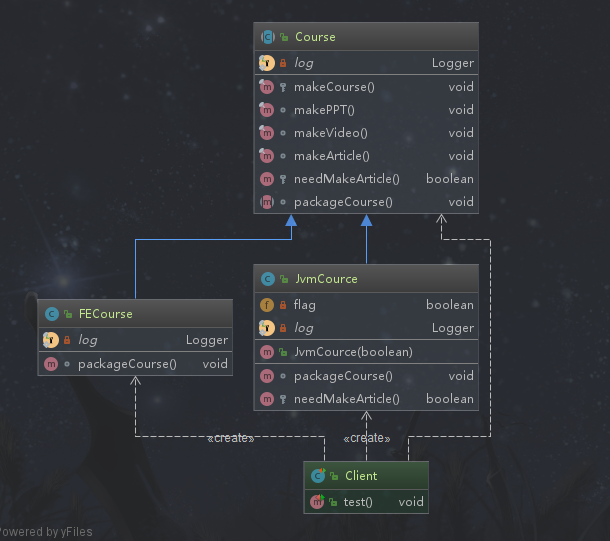 Course
log Logger
makeCourse() void
makePPT() void
makeVideo() void
makeArticle() void
needMakeArticle() boolean
packageCourse() void
FECourse
log Logger
packageCourse() void
JvmCource
flag boolean
log Logger
JvmCource(boolean)
packageCourse() void
needMakeArticle() boolean
«create»
«create»
Client
test() void
Powered by yFiles